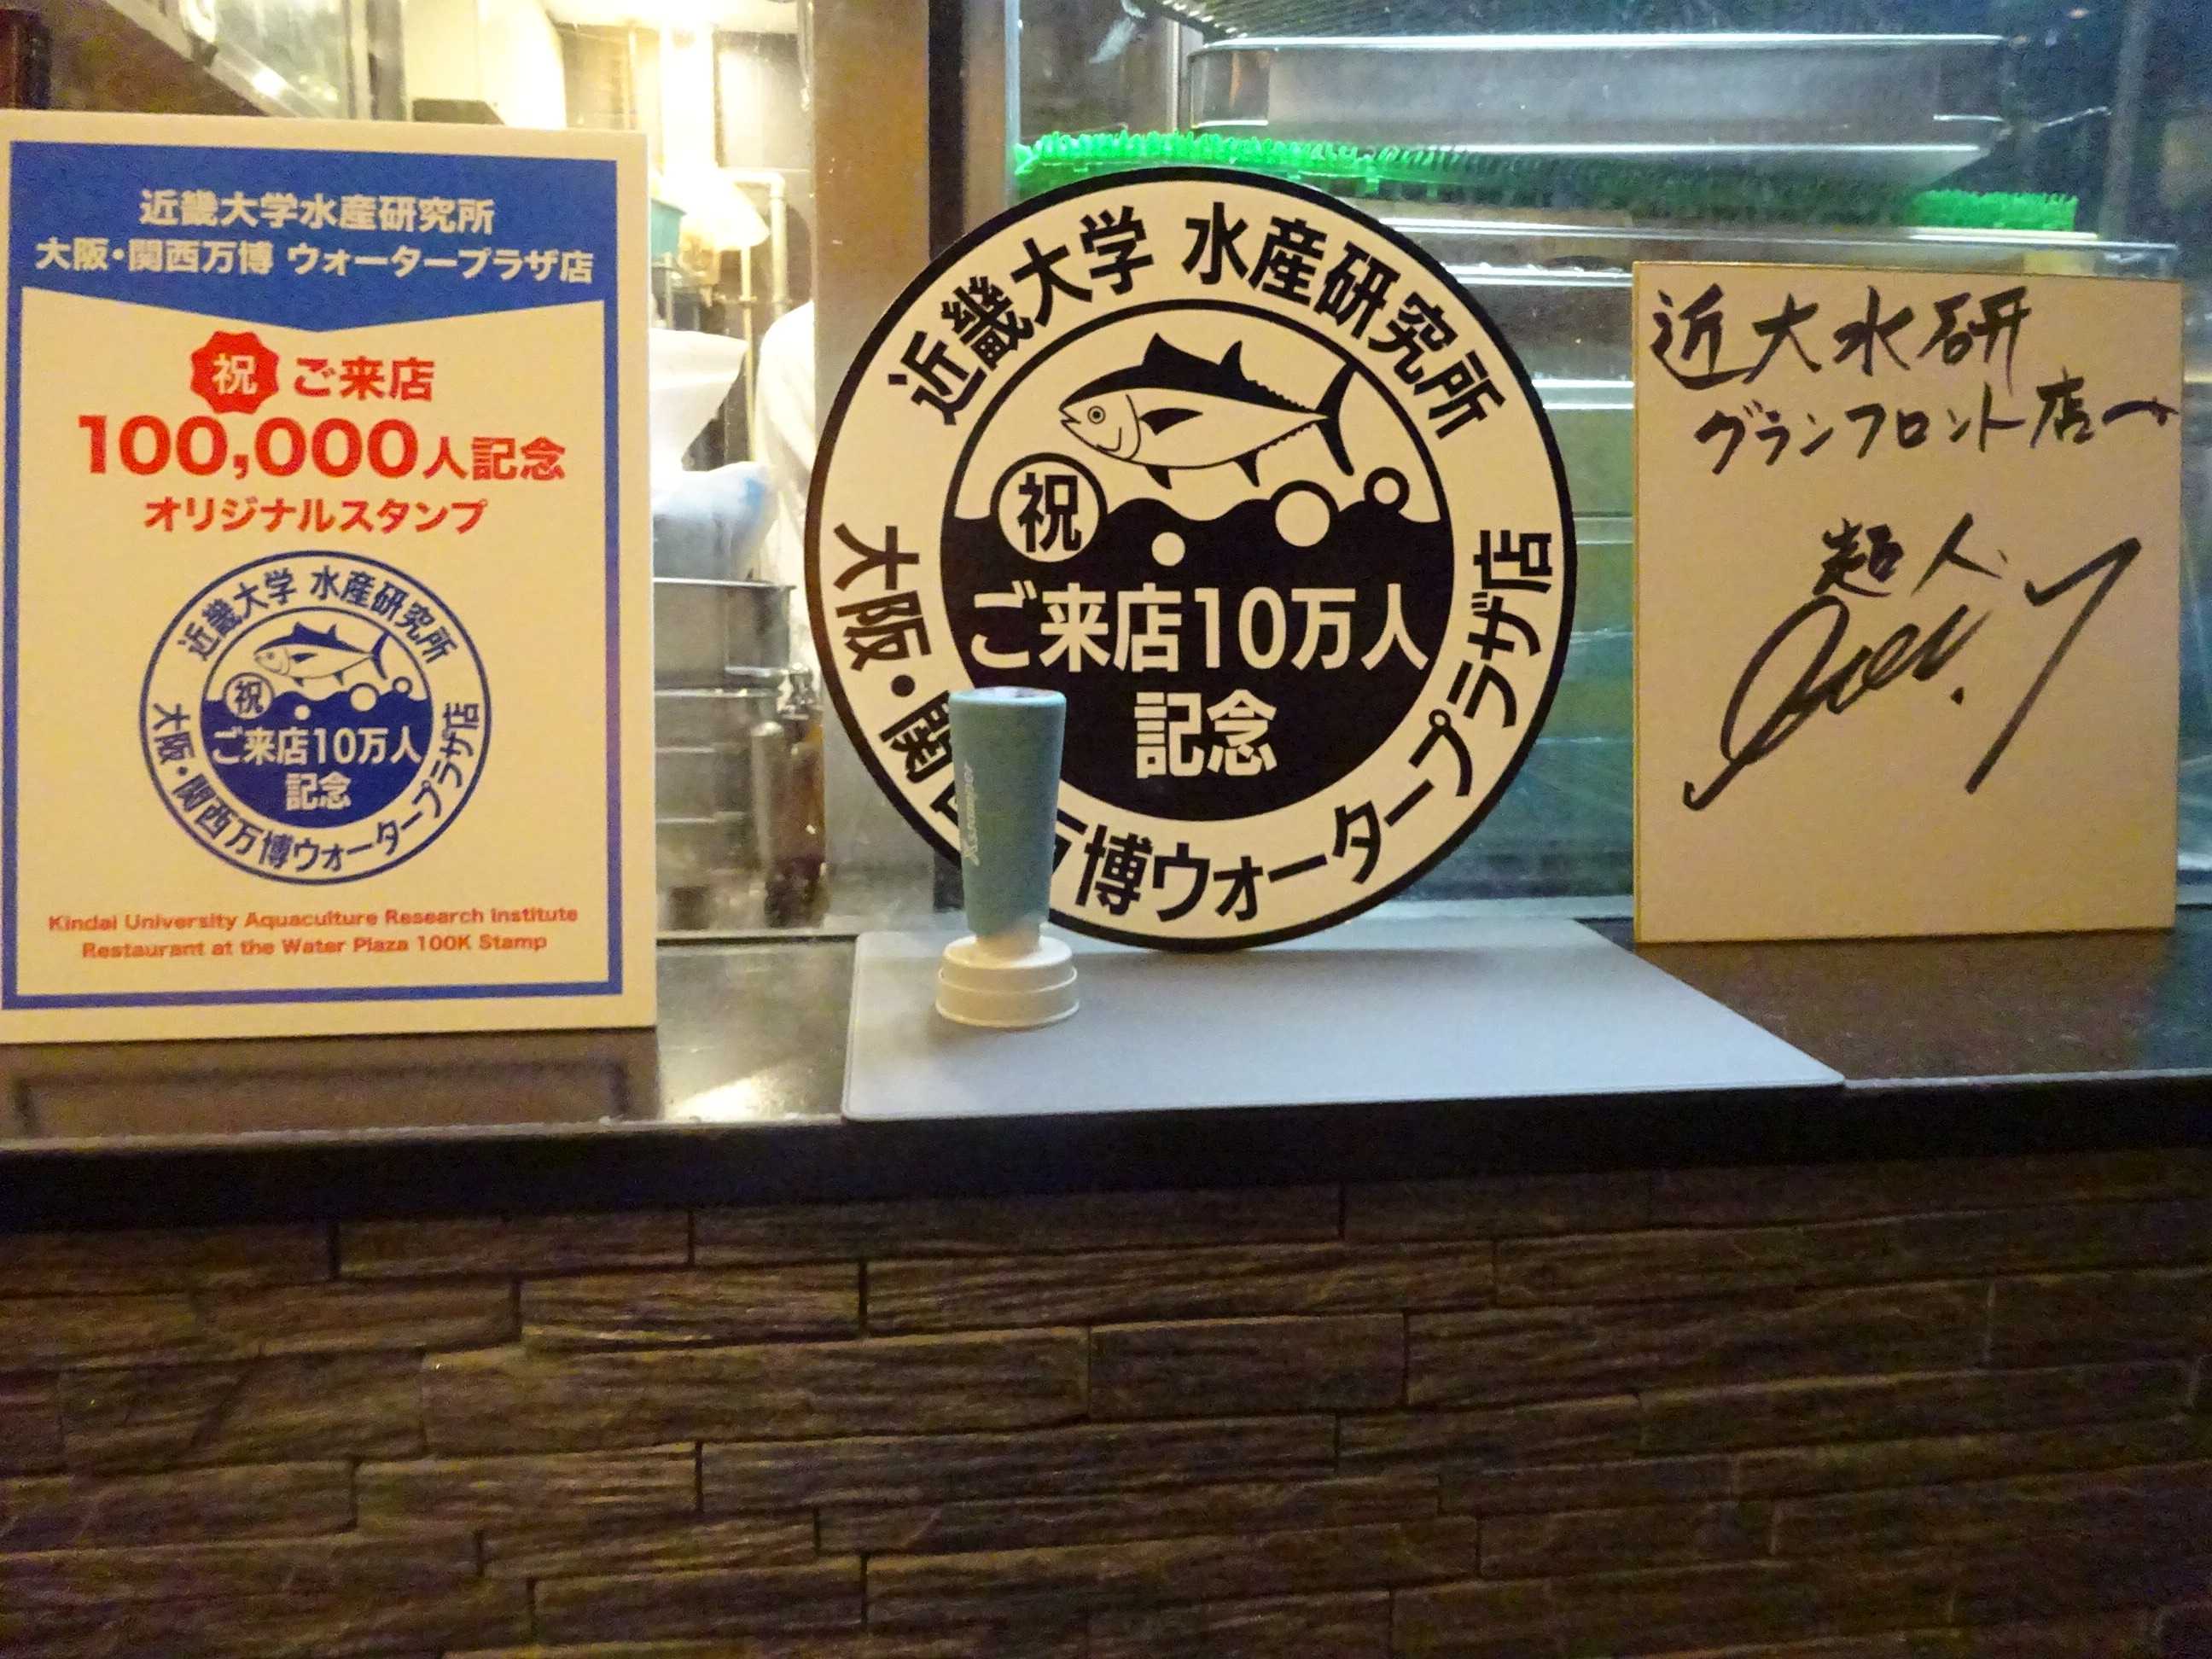 近畿大学水産研究所
大阪・関西万博 ウォータープラザ店
祝 ご来店
100,000人記念
オリジナルスタンプ
近畿大学 水産研究所
祝
ご来店10万人
記念
大阪・関西万博ウォータープラザ店
Kindai University Aquaculture Research Institute
Restaurant at the Water Plaza 100K Stamp
近畿大学 水産研究所
祝
ご来店10万人
記念
大阪・関 万博ウォータープラザ店
Xstamper
近大水研
グランフロント店へ
超人